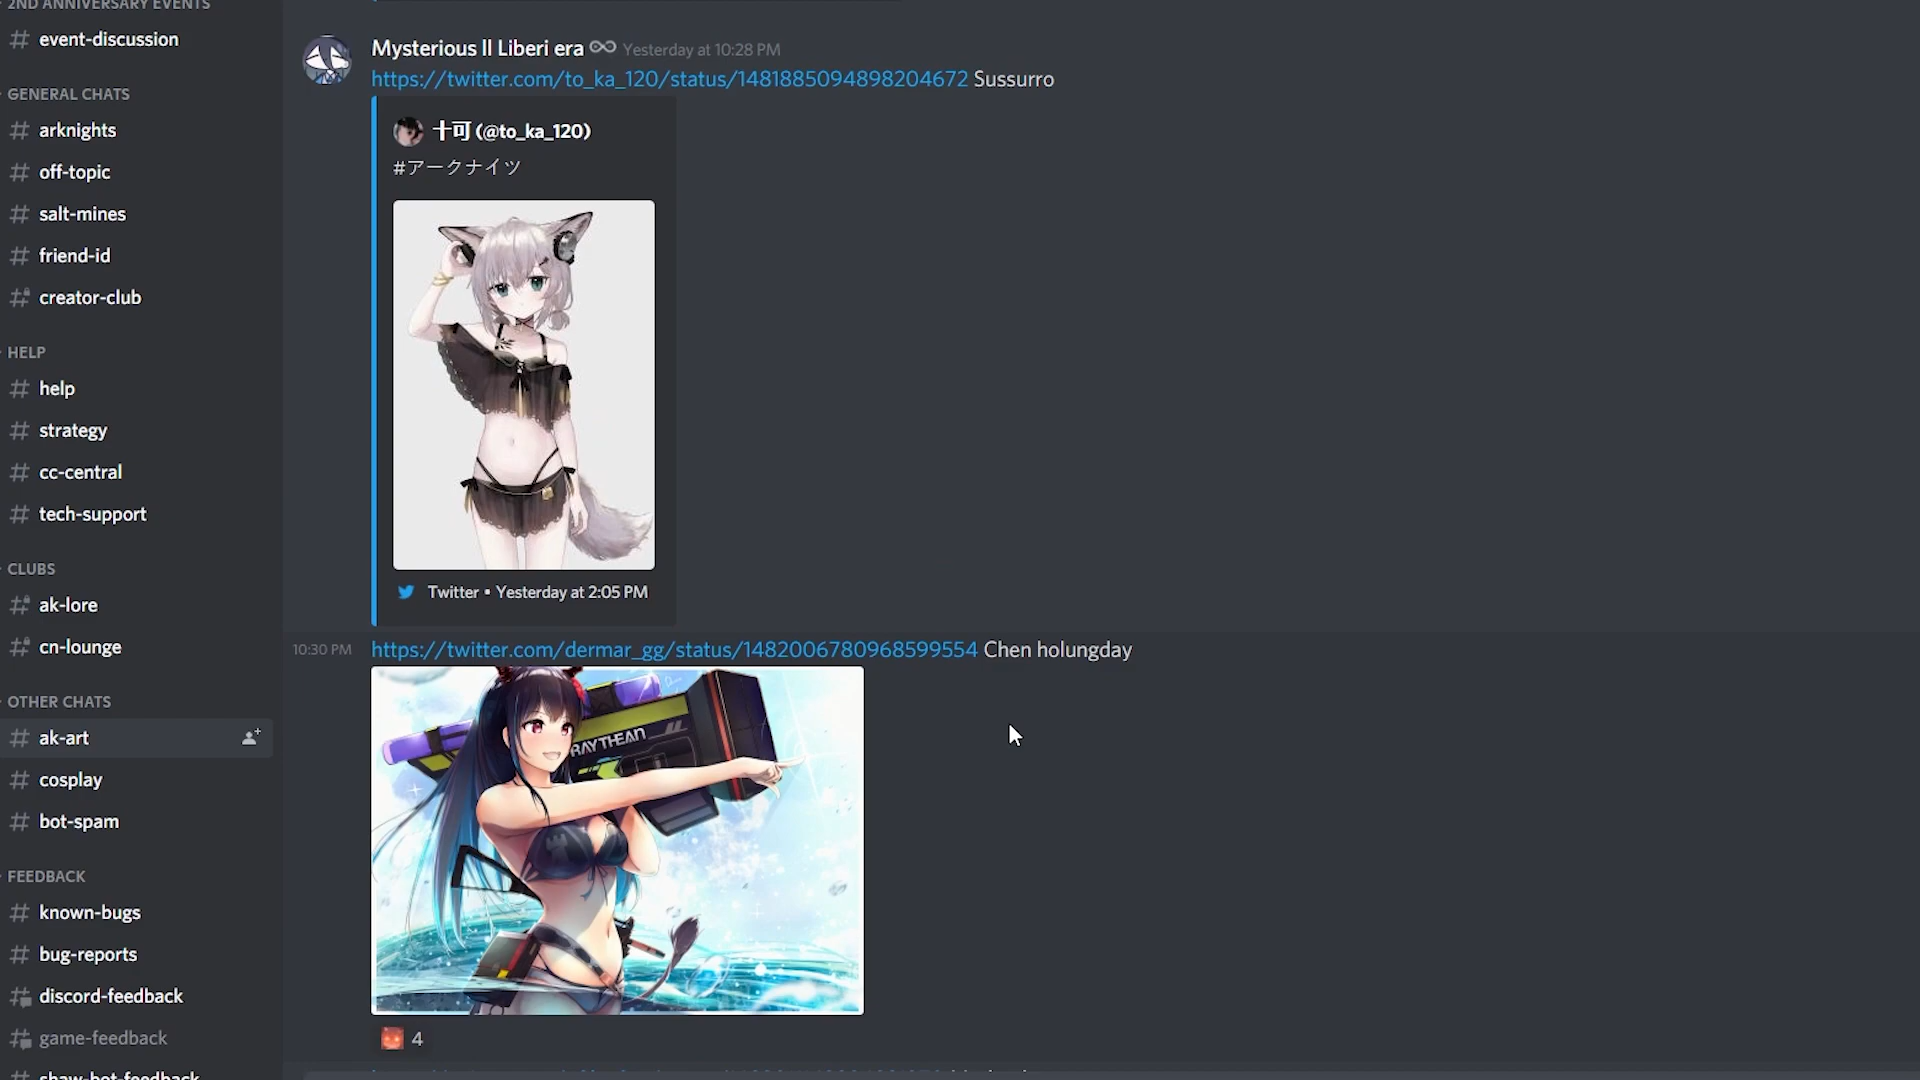 2ND ANNIVERSARY EVENTS
event-discussion
GENERAL CHATS
arknights
off-topic
salt-mines
friend-id
creator-club
HELP
help
strategy
cc-central
tech-support
CLUBS
ak-lore
cn-lounge
OTHER CHATS
ak-art
cosplay
bot-spam
FEEDBACK
known-bugs
bug-reports
discord-feedback
game-feedback
shaw-bot-feedback
Mysterious ll Liberi era Yesterday at 10:28 PM
https://twitter.com/to_ka_120/status/1481885094898204672 Sussurro
十可 (@to_ka_120)
#アークナイツ
Twitter • Yesterday at 2:05 PM
10:30 PM https://twitter.com/dermar_gg/status/1482006780968599554 Chen holungday
RAYTHEAN
4